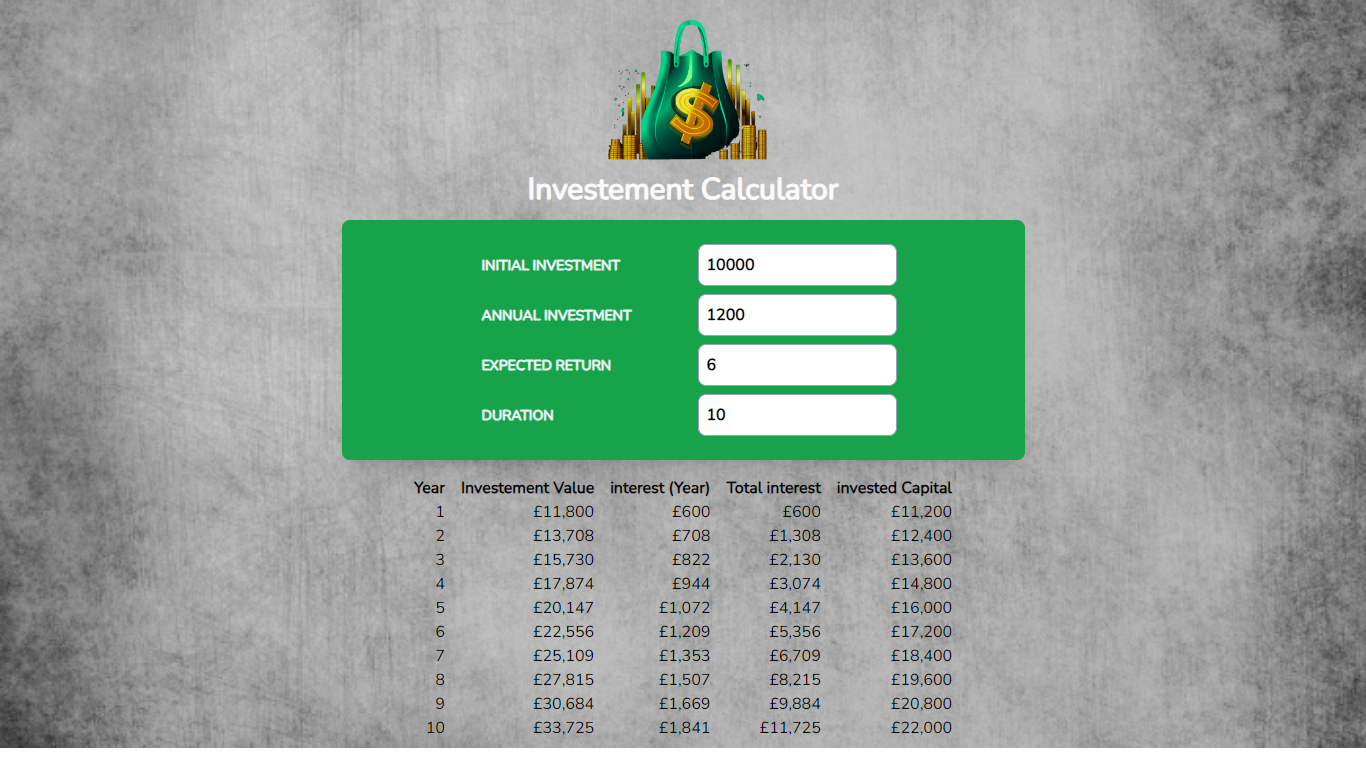 $
Investement Calculator
INITIAL INVESTMENT 10000
ANNUAL INVESTMENT 1200
EXPECTED RETURN 6
DURATION 10
Year Investement Value interest (Year) Total interest invested Capital
1 £11,800 £600 £600 £11,200
2 £13,708 £708 £1,308 £12,400
3 £15,730 £822 £2,130 £13,600
4 £17,874 £944 £3,074 £14,800
5 £20,147 £1,072 £4,147 £16,000
6 £22,556 £1,209 £5,356 £17,200
7 £25,109 £1,353 £6,709 £18,400
8 £27,815 £1,507 £8,215 £19,600
9 £30,684 £1,669 £9,884 £20,800
10 £33,725 £1,841 £11,725 £22,000